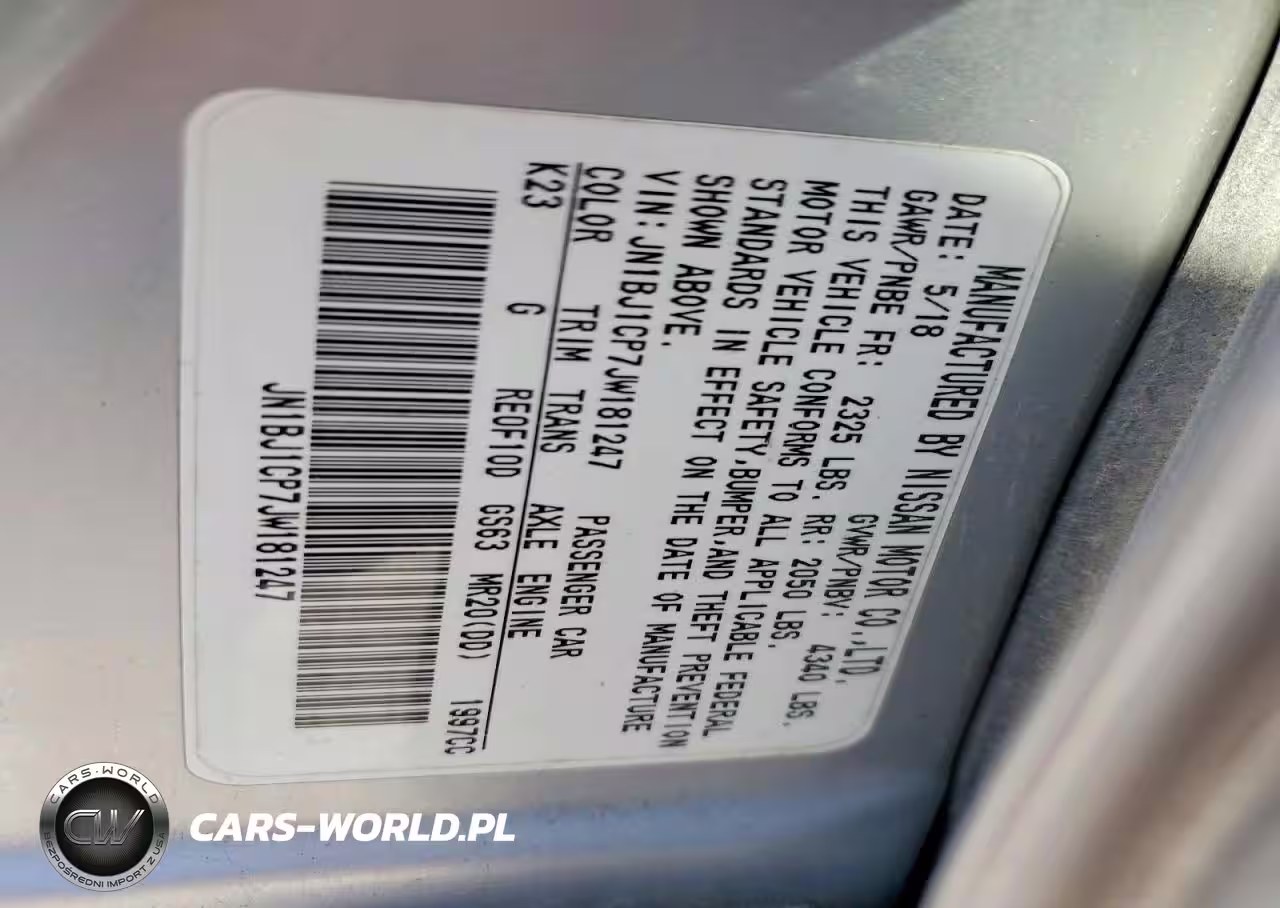 MANUFACTURED BY NISSAN MOTOR CO.,LTD.
DATE: 5/18 GVWR/PNBV: 4340 LBS.
GAWR/PNBE FR: 2325 LBS. RR: 2050 LBS.
THIS VEHICLE CONFORMS TO ALL APPLICABLE FEDERAL
MOTOR VEHICLE SAFETY,BUMPER,AND THEFT PREVENTION
STANDARDS IN EFFECT ON THE DATE OF MANUFACTURE
SHOWN ABOVE.
VIN:JN1BJ1CP7JW181247 PASSENGER CAR
COLOR TRIM TRANS AXLE ENGINE
K23 G RE0F10D GS63 MR20(DD) 1997CC
JN1BJ1CP7JW181247
CARS-WORLD
CW
BEZPOŚREDNI IMPORT Z USA
CARS-WORLD.PL